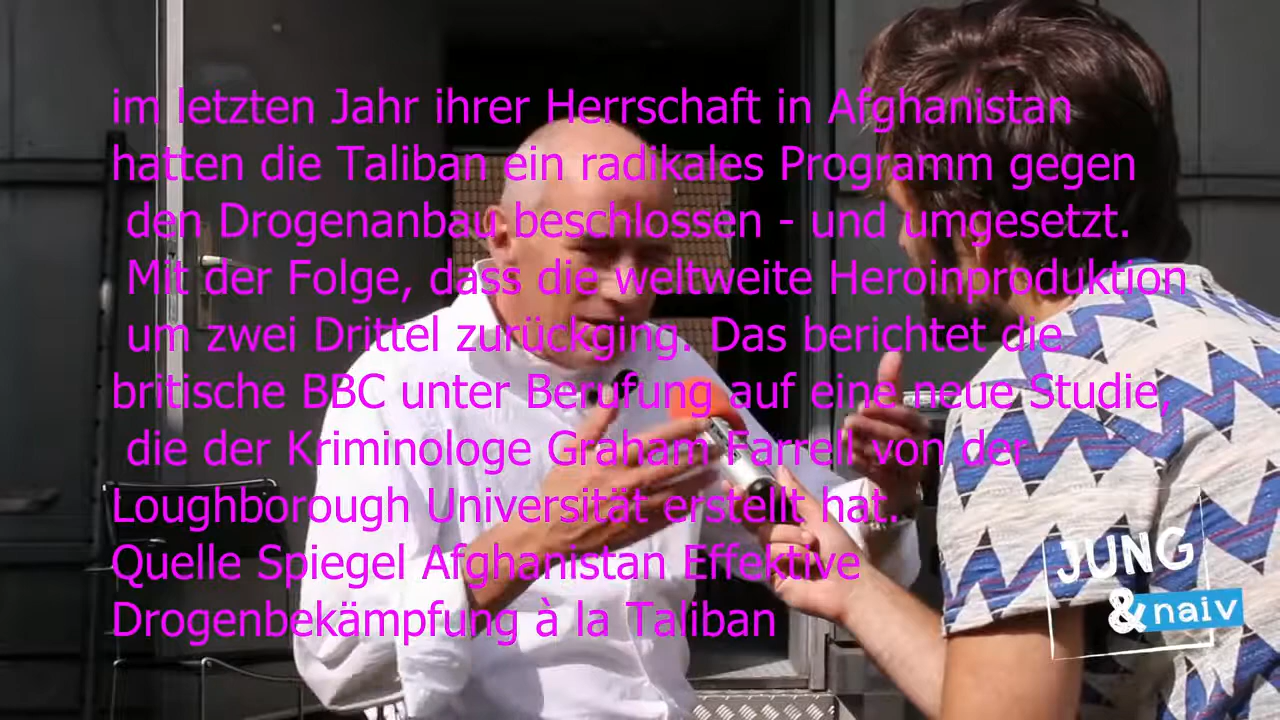 im letzten Jahr ihrer Herrschaft in Afghanistan
hatten die Taliban ein radikales Programm gegen
den Drogenanbau beschlossen - und umgesetzt.
Mit der Folge, dass die weltweite Heroinproduktion
um zwei Drittel zurückging. Das berichtet die
britische BBC unter Berufung auf eine neue Studie,
die der Kriminologe Graham Farrell von der
Loughborough Universität erstellt hat.
Quelle Spiegel Afghanistan Effektive
Drogenbekämpfung à la Taliban
JUNG
& naiv